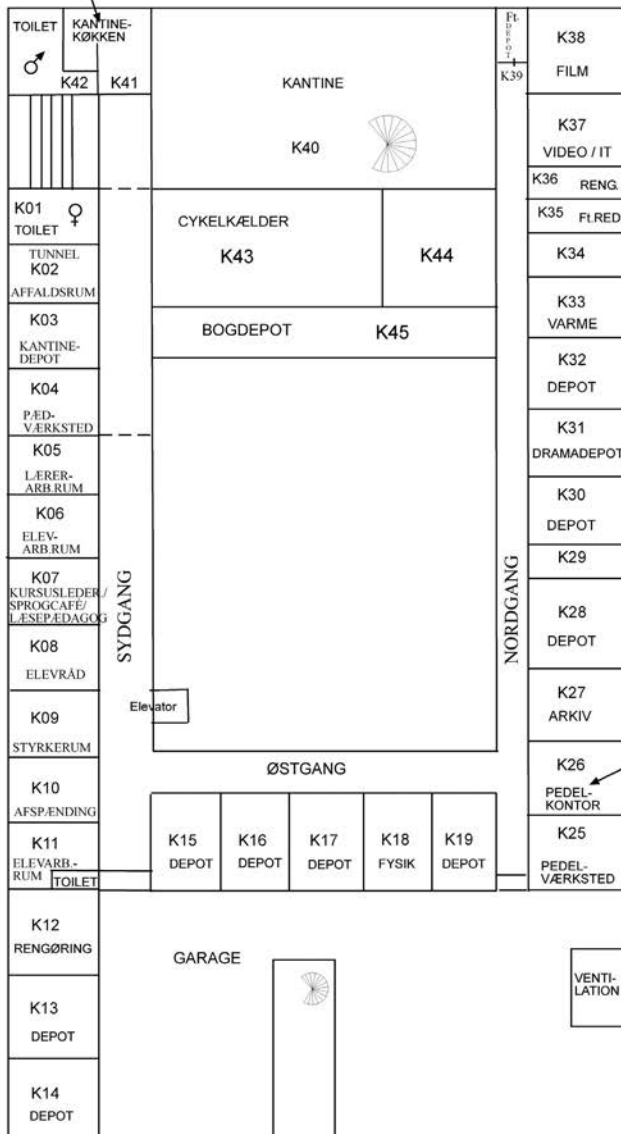 TOILET
KANTINE-
KØKKEN
K42
K41
KANTINE
K40
Ft.
DEPOT
K39
K38
FILM
K37
VIDEO / IT
K36 RENG.
K35 Ft.RED
K34
K33
VARME
K32
DEPOT
K31
DRAMADEPOT
K30
DEPOT
K29
K28
DEPOT
K27
ARKIV
K26
PEDEL-
KONTOR
K25
PEDEL-
VÆRKSTED
K01
TOILET
TUNNEL
K02
AFFALDSRUM
K03
KANTINE-
DEPOT
K04
PÆD-
VÆRKSTED
K05
LÆRER-
ARB.RUM
K06
ELEV-
ARB.RUM
K07
KURSUSLEDER/
SPROGCAFÉ/
LÆSEPÆDAGOG
K08
ELEVRÅD
K09
STYRKERUM
K10
AFSPÆNDING
K11
ELEVARB.-
RUM
TOILET
K12
RENGØRING
K13
DEPOT
K14
DEPOT
CYKELKÆLDER
K43
K44
BOGDEPOT K45
SYDGANG
NORDGANG
Elevator
ØSTGANG
K15
DEPOT
K16
DEPOT
K17
DEPOT
K18
FYSIK
K19
DEPOT
GARAGE
VENTI-
LATION